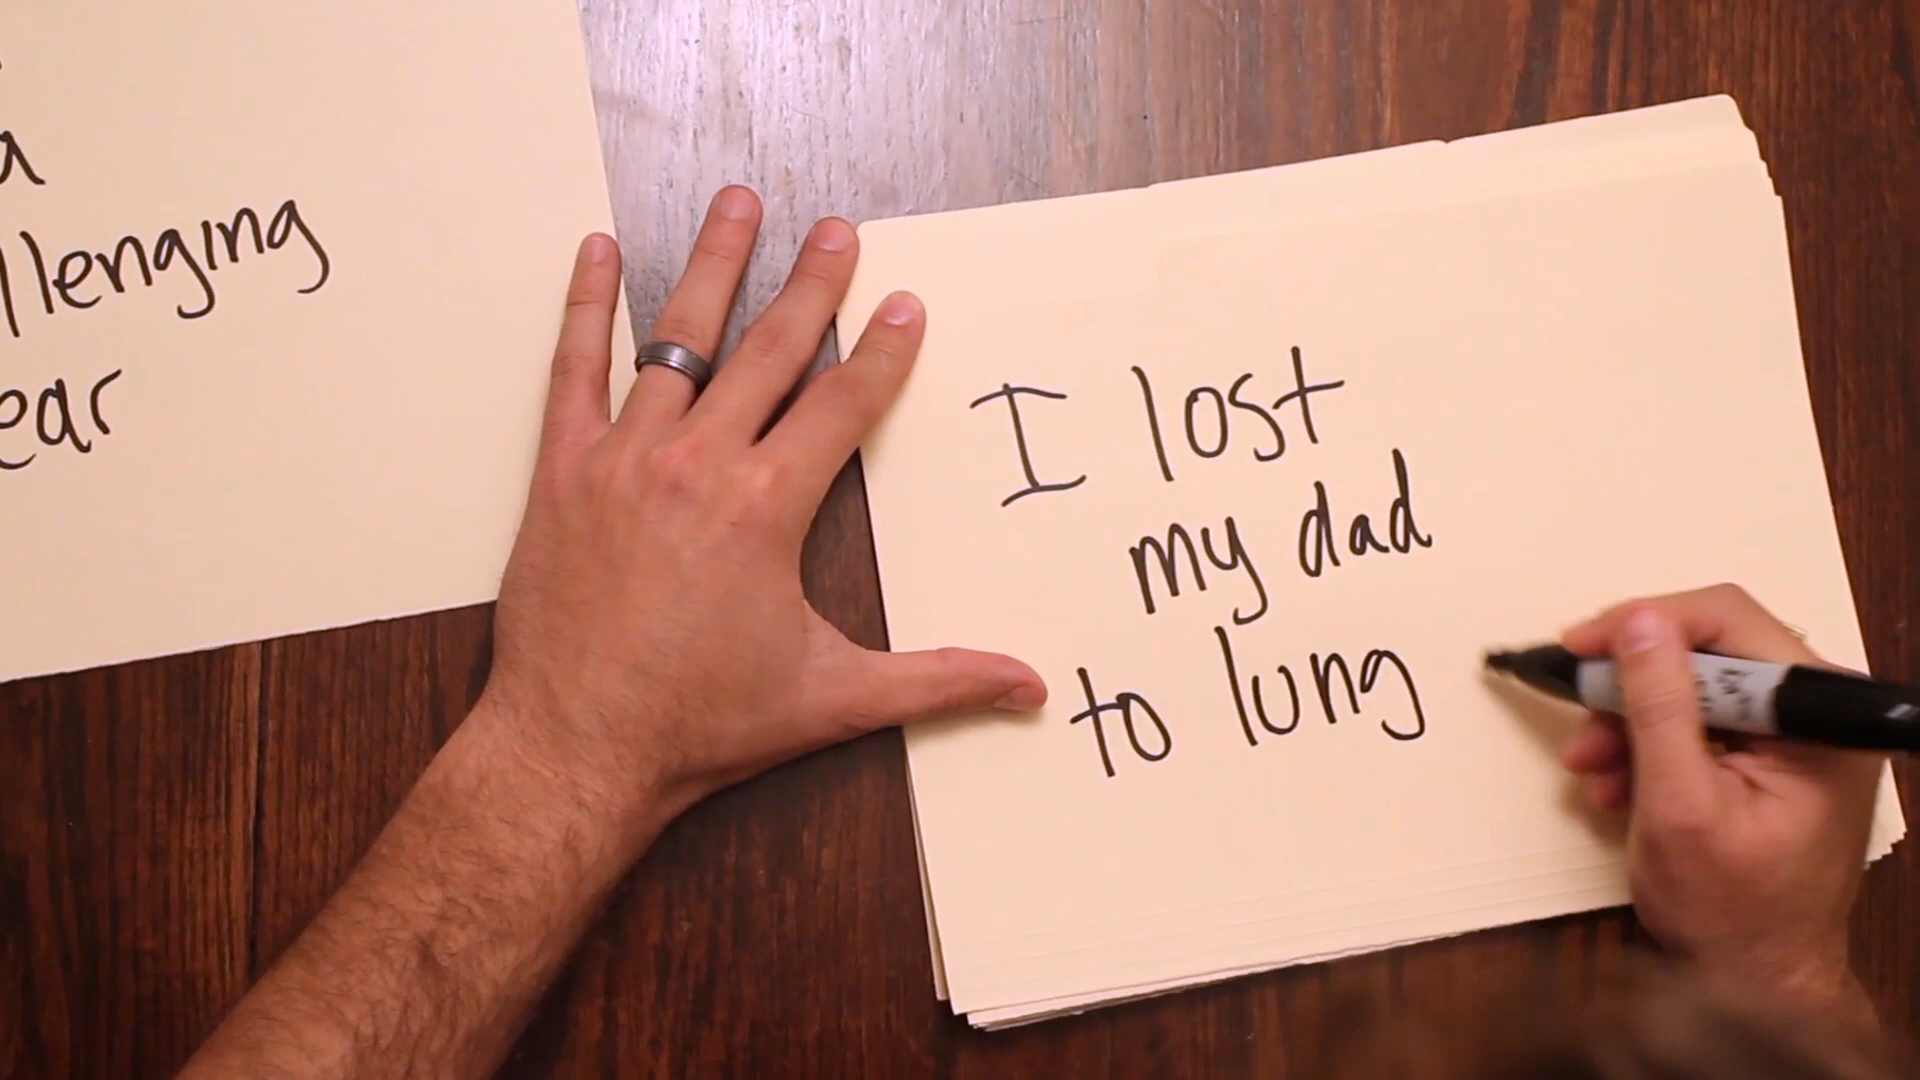 a
llenging
ear
I lost
my dad
to lung